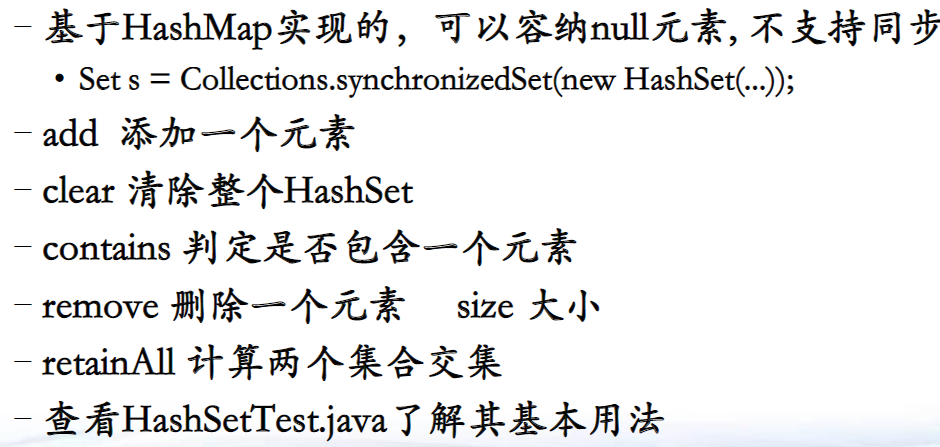 – 基于HashMap实现的，可以容纳null元素, 不支持同步
• Set s = Collections.synchronizedSet(new HashSet(...));
– add 添加一个元素
– clear 清除整个HashSet
– contains 判定是否包含一个元素
– remove 删除一个元素 size 大小
– retainAll 计算两个集合交集
– 查看HashSetTest.java了解其基本用法